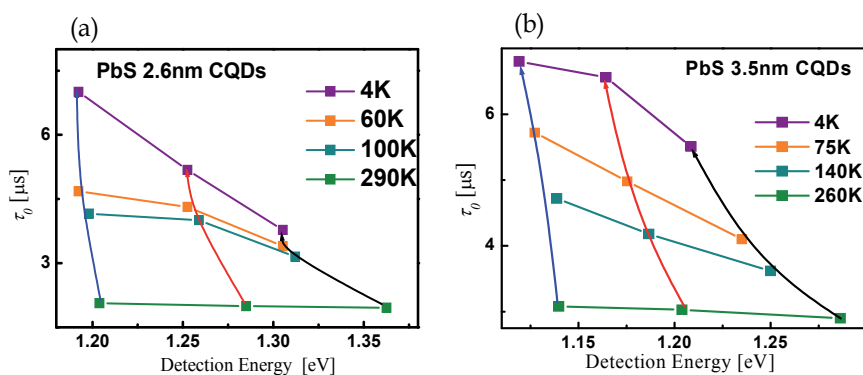 (a)
PbS 2.6nm CQDs
4K
60K
100K
290K
τ0 [µs]
6
3
1.20
1.25
1.30
1.35
Detection Energy [eV]
(b)
PbS 3.5nm CQDs
4K
75K
140K
260K
τ0 [µs]
6
4
1.15
1.20
1.25
Detection Energy [eV]